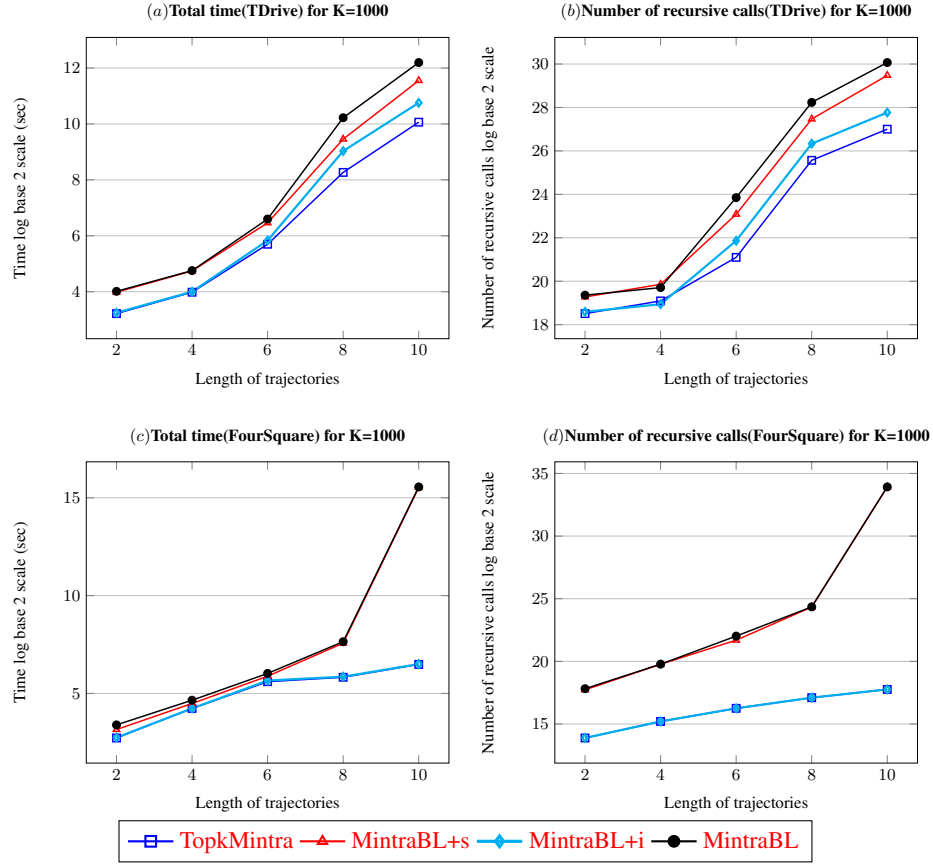 (a)Total time(TDrive) for K=1000
Time log base 2 scale (sec)
12
10
8
6
4
2 4 6 8 10
Length of trajectories
(b)Number of recursive calls(TDrive) for K=1000
Number of recursive calls log base 2 scale
30
28
26
24
22
20
18
2 4 6 8 10
Length of trajectories
(c)Total time(FourSquare) for K=1000
Time log base 2 scale (sec)
15
10
5
2 4 6 8 10
Length of trajectories
(d)Number of recursive calls(FourSquare) for K=1000
Number of recursive calls log base 2 scale
35
30
25
20
15
2 4 6 8 10
Length of trajectories
TopkMintra MintraBL+s MintraBL+i MintraBL